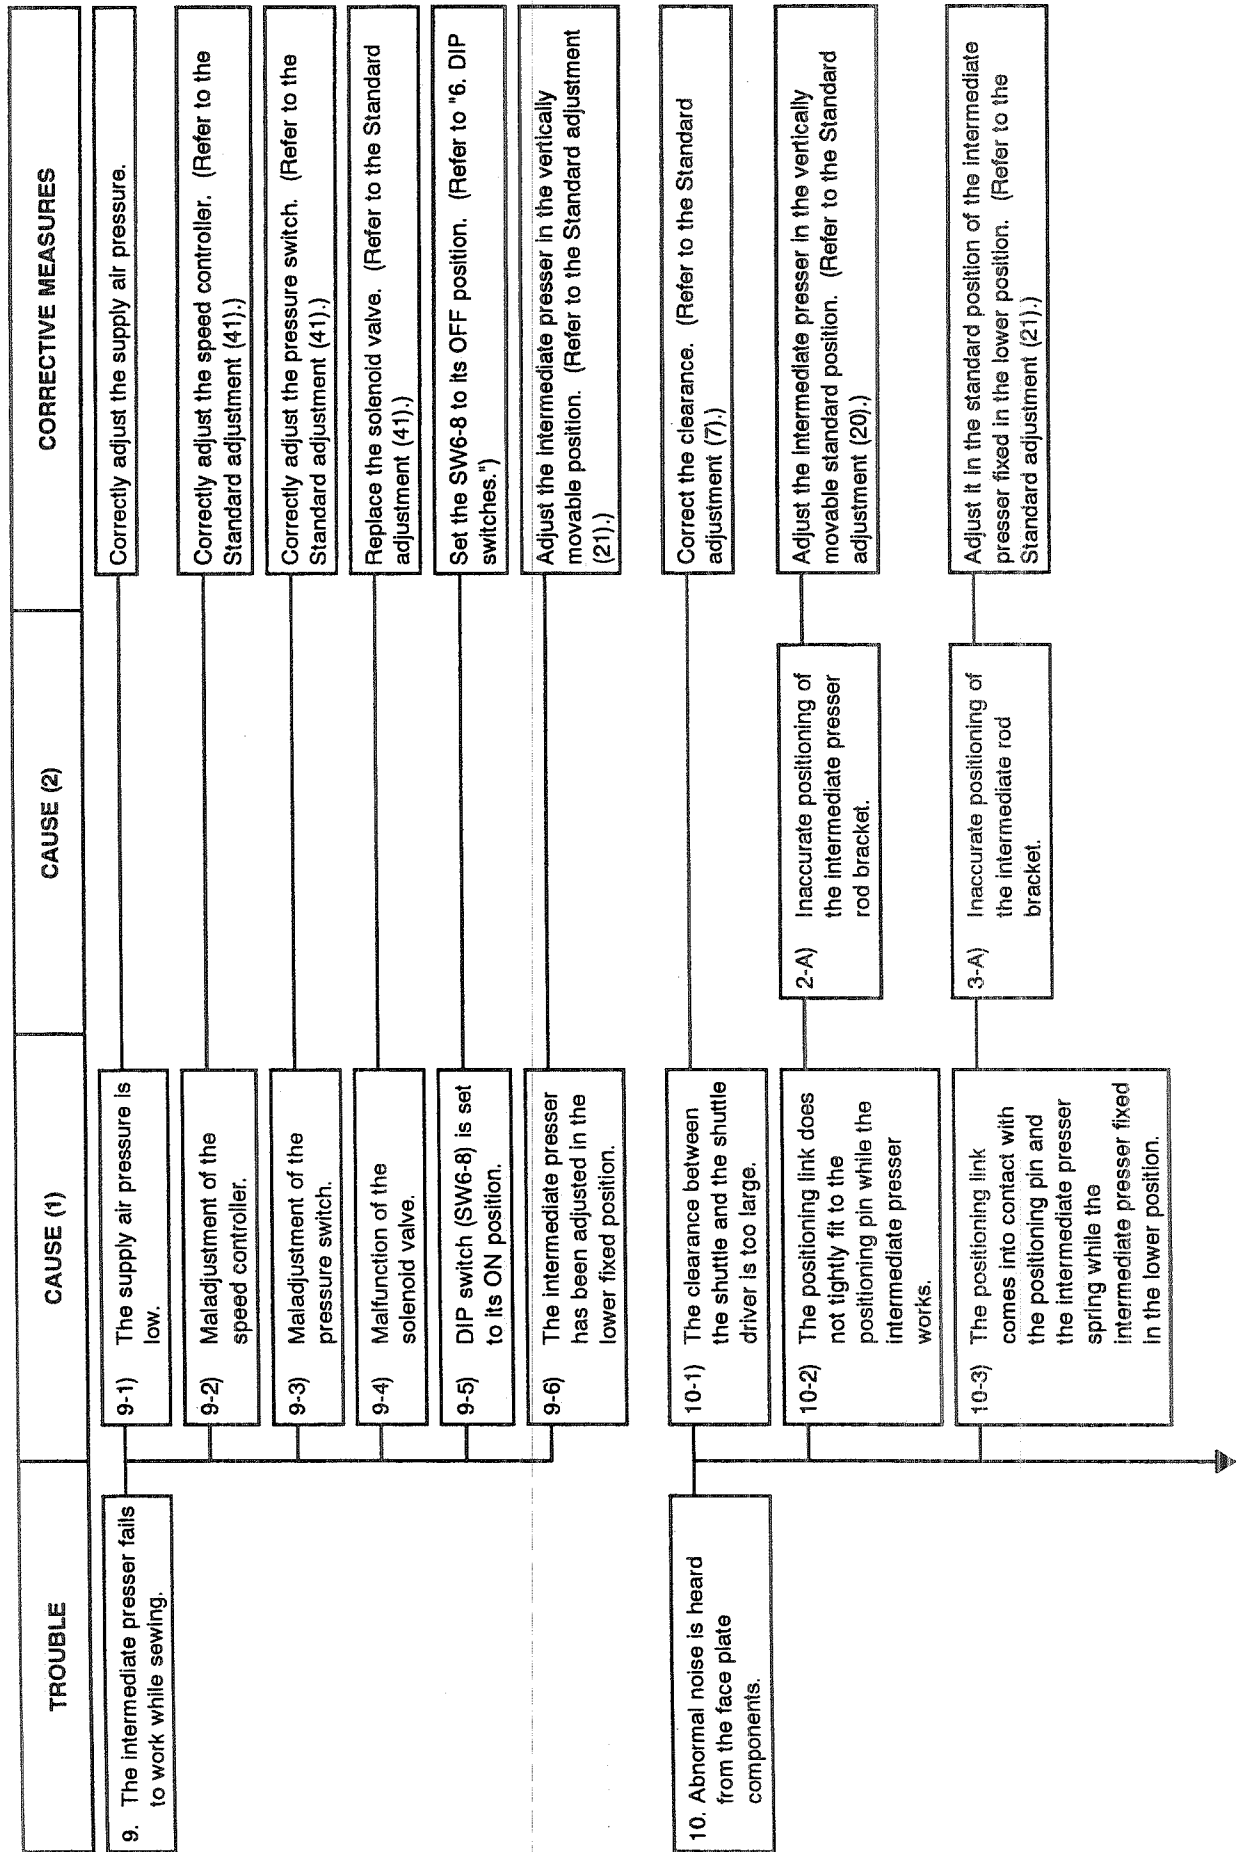 TROUBLE
CAUSE (1)
CAUSE (2)
CORRECTIVE MEASURES
9. The intermediate presser fails
to work while sewing.
9-1) The supply air pressure is
low.
Correctly adjust the supply air pressure.
9-2) Maladjustment of the
speed controller.
Correctly adjust the speed controller. (Refer to the
Standard adjustment (41).)
9-3) Maladjustment of the
pressure switch.
Correctly adjust the pressure switch. (Refer to the
Standard adjustment (41).)
9-4) Malfunction of the
solenoid valve.
Replace the solenoid valve. (Refer to the Standard
adjustment (41).)
9-5) DIP switch (SW6-8) is set
to its ON position.
Set the SW6-8 to its OFF position. (Refer to "6. DIP
switches.")
9-6) The intermediate presser
has been adjusted in the
lower fixed position.
Adjust the intermediate presser in the vertically
movable position. (Refer to the Standard adjustment
(21).)
10. Abnormal noise is heard
from the face plate
components.
10-1) The clearance between
the shuttle and the shuttle
driver is too large.
Correct the clearance. (Refer to the Standard
adjustment (7).)
10-2) The positioning link does
not tightly fit to the
positioning pin while the
intermediate presser
works.
2-A) Inaccurate positioning of
the intermediate presser
rod bracket.
Adjust the intermediate presser in the vertically
movable standard position. (Refer to the Standard
adjustment (20).)
10-3) The positioning link
comes into contact with
the positioning pin and
the intermediate presser
spring while the
intermediate presser fixed
in the lower position.
3-A) Inaccurate positioning of
the intermediate rod
bracket.
Adjust it in the standard position of the intermediate
presser fixed in the lower position. (Refer to the
Standard adjustment (21).)